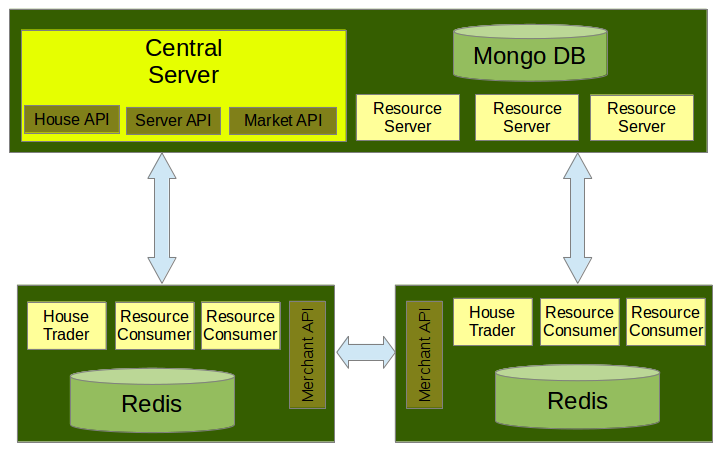 Central
Server
Mongo DB
House API
Server API
Market API
Resource
Server
Resource
Server
Resource
Server
House
Trader
Resource
Consumer
Resource
Consumer
Merchant API
Redis
Merchant API
House
Trader
Resource
Consumer
Resource
Consumer
Redis